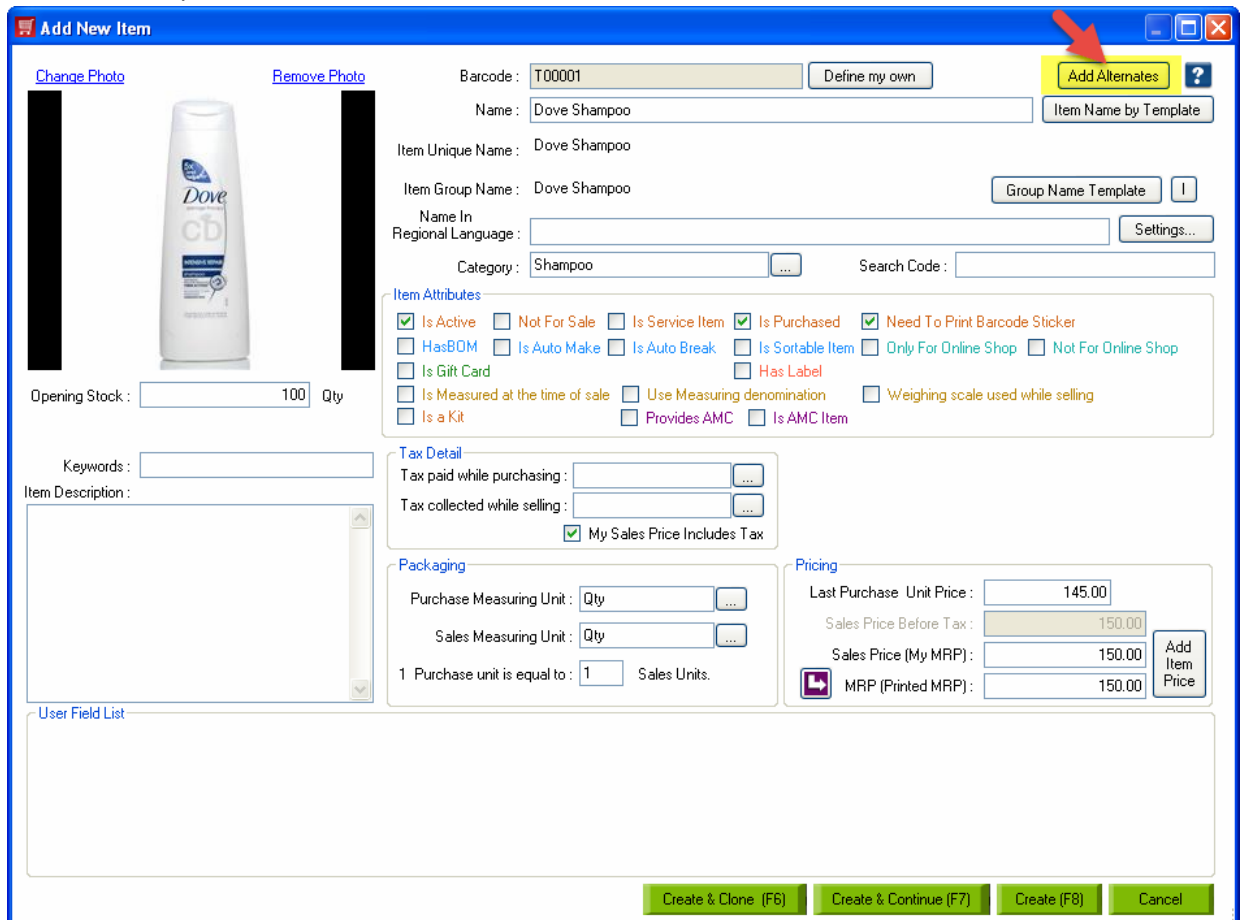 Add New Item
Change Photo Remove Photo
Barcode : T00001 Define my own Add Alternates ?
Name : Dove Shampoo Item Name by Template
Item Unique Name : Dove Shampoo
Item Group Name : Dove Shampoo Group Name Template I
Name In
Regional Language : Settings...
Category : Shampoo ... Search Code :
Dove
Item Attributes
Is Active Not For Sale Is Service Item Is Purchased Need To Print Barcode Sticker
HasBOM Is Auto Make Is Auto Break Is Sortable Item Only For Online Shop Not For Online Shop
Is Gift Card Has Label
Is Measured at the time of sale Use Measuring denomination Weighing scale used while selling
Is a Kit Provides AMC Is AMC Item
Opening Stock : 100 Qty
Keywords :
Item Description :
Tax Detail
Tax paid while purchasing : ...
Tax collected while selling : ...
My Sales Price Includes Tax
Packaging
Purchase Measuring Unit : Qty ...
Sales Measuring Unit : Qty ...
1 Purchase unit is equal to : 1 Sales Units.
Pricing
Last Purchase Unit Price : 145.00
Sales Price Before Tax : 150.00
Sales Price (My MRP) : 150.00
MRP (Printed MRP) : 150.00
Add
Item
Price
User Field List
Create & Clone (F6) Create & Continue (F7) Create (F8) Cancel